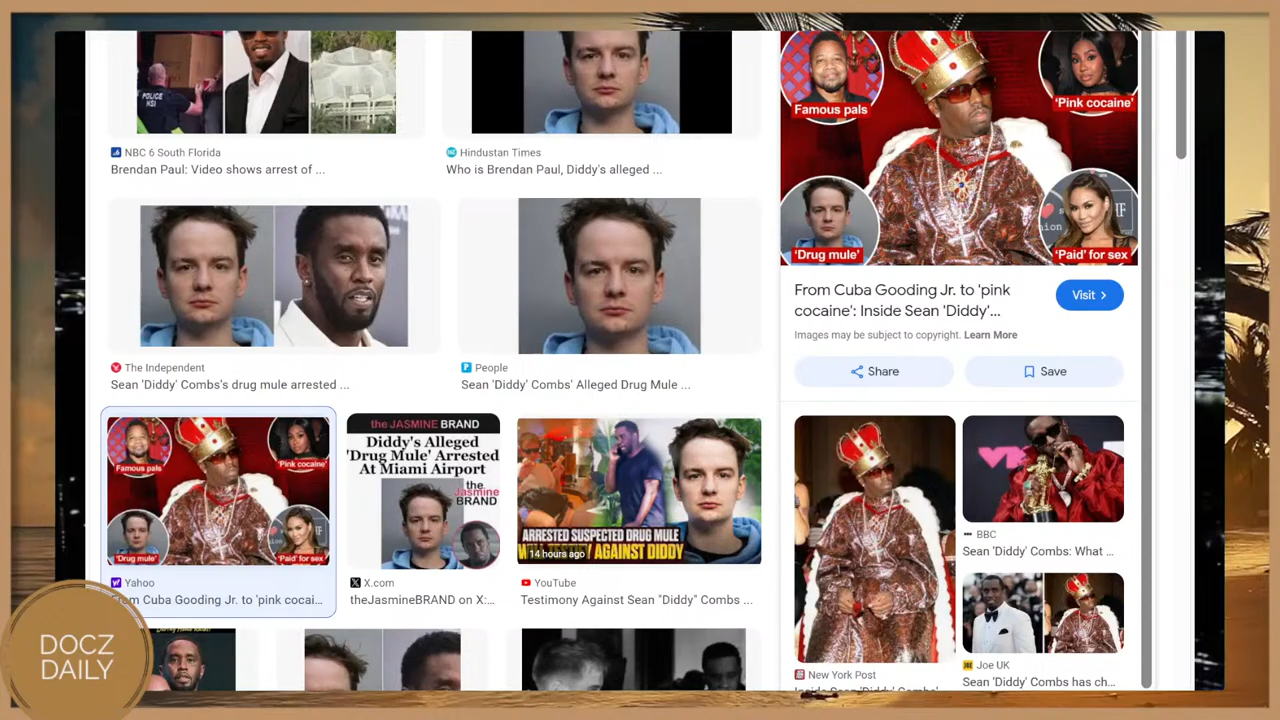 POLICE
HSI
NBC 6 South Florida
Brendan Paul: Video shows arrest of ...
Hindustan Times
Who is Brendan Paul, Diddy's alleged ...
The Independent
Sean 'Diddy' Combs's drug mule arrested ...
People
Sean 'Diddy' Combs' Alleged Drug Mule ...
Famous pals
'Pink cocaine'
'Drug mule'
'Paid' for sex
Yahoo
From Cuba Gooding Jr. to 'pink cocai...
the JASMINE BRAND
Diddy's Alleged
'Drug Mule' Arrested
At Miami Airport
the
Jasmine
BRAND
X.com
theJasmineBRAND on X:...
ARRESTED SUSPECTED DRUG MULE
AGAINST DIDDY
14 hours ago
YouTube
Testimony Against Sean "Diddy" Combs ...
Famous pals
'Pink cocaine'
'Drug mule'
'Paid' for sex
From Cuba Gooding Jr. to 'pink
cocaine': Inside Sean 'Diddy'...
Visit
Images may be subject to copyright. Learn More
Share
Save
BBC
Sean 'Diddy' Combs: What ...
New York Post
Inside Sean 'Diddy' Combs'
Joe UK
Sean 'Diddy' Combs has ch...
DOCZ
DAILY